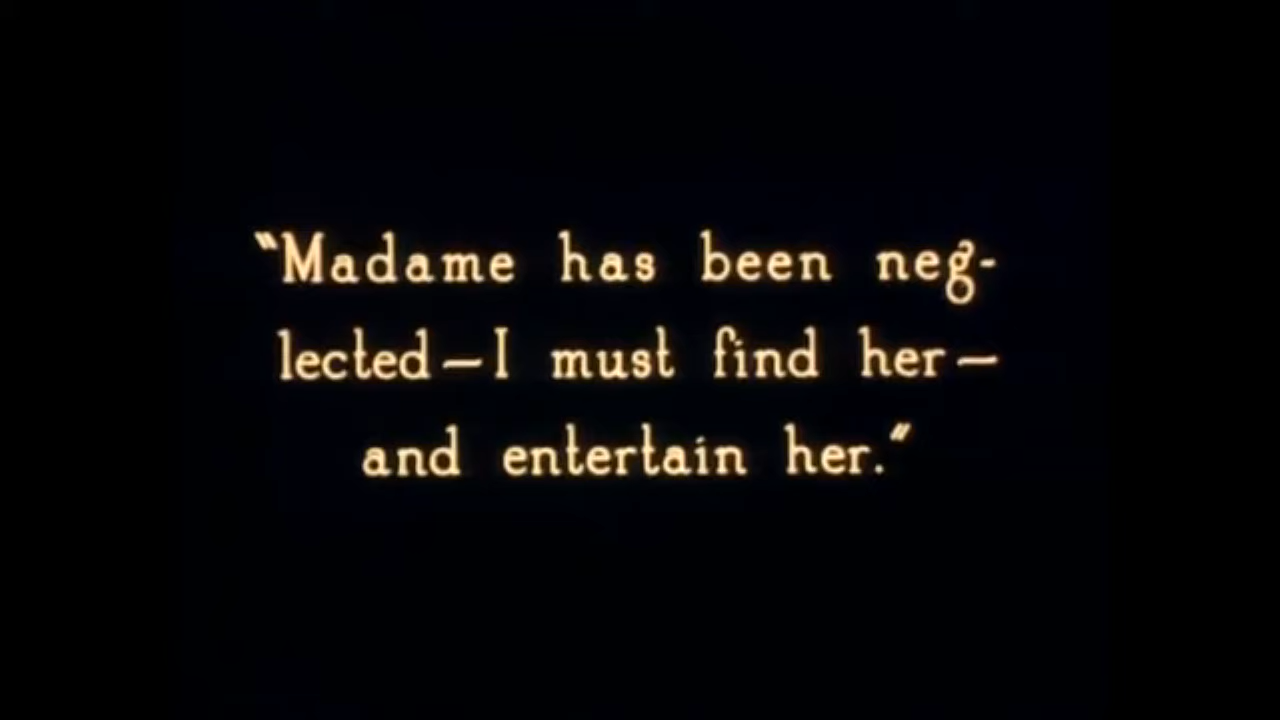 "Madame has been neg-
lected—I must find her—
and entertain her."